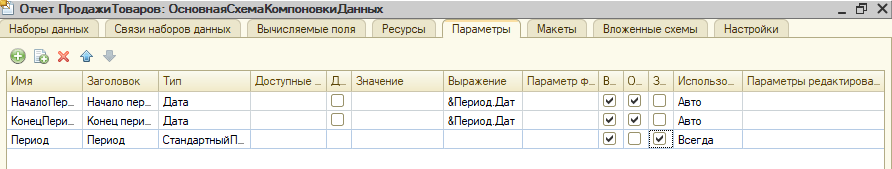 Отчет ПродажиТоваров: ОсновнаяСхемаКомпоновкиДанных
Наборы данных Связи наборов данных Вычисляемые поля Ресурсы Параметры Макеты Вложенные схемы Настройки
Имя Заголовок Тип Доступные ... Д... Значение Выражение Параметр ф... В... О... З... Использо... Параметры редактирова...
НачалоПер... Начало пер... Дата &Период.Дат Авто
КонецПери... Конец пери... Дата &Период.Дат Авто
Период Период СтандартныйП... Всегда